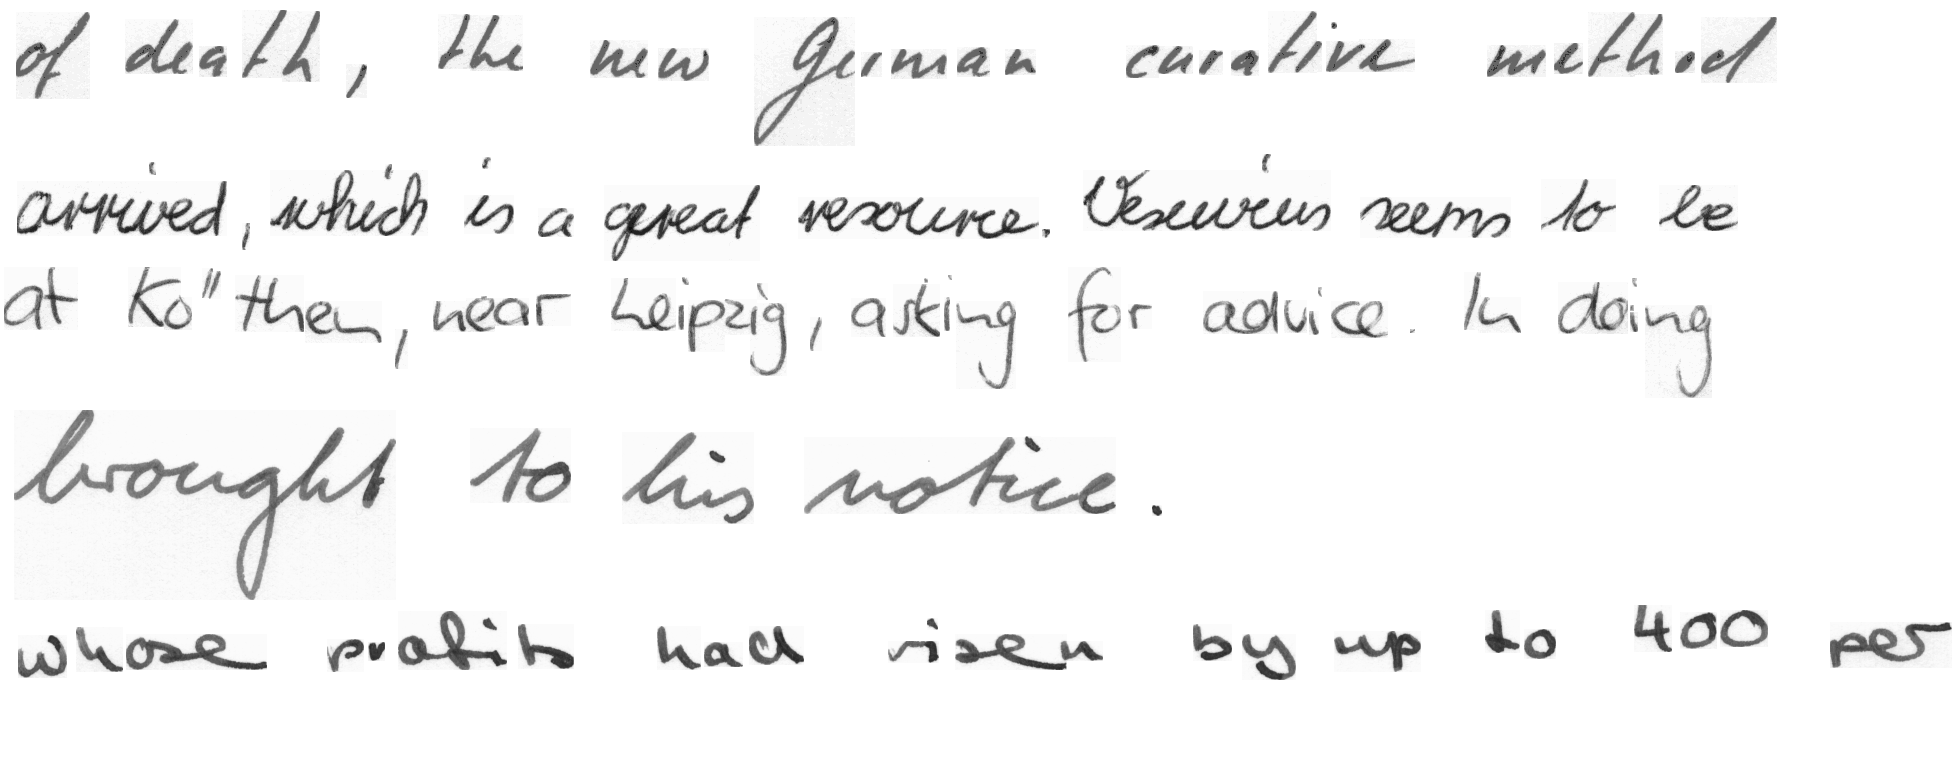 of death, the new German curative method
arrived, which is a great resource. Vesuvius seems to be
at Ko"then, near Leipzig, asking for advice. In doing
brought to his notice.
whose profits had risen by up to 400 per